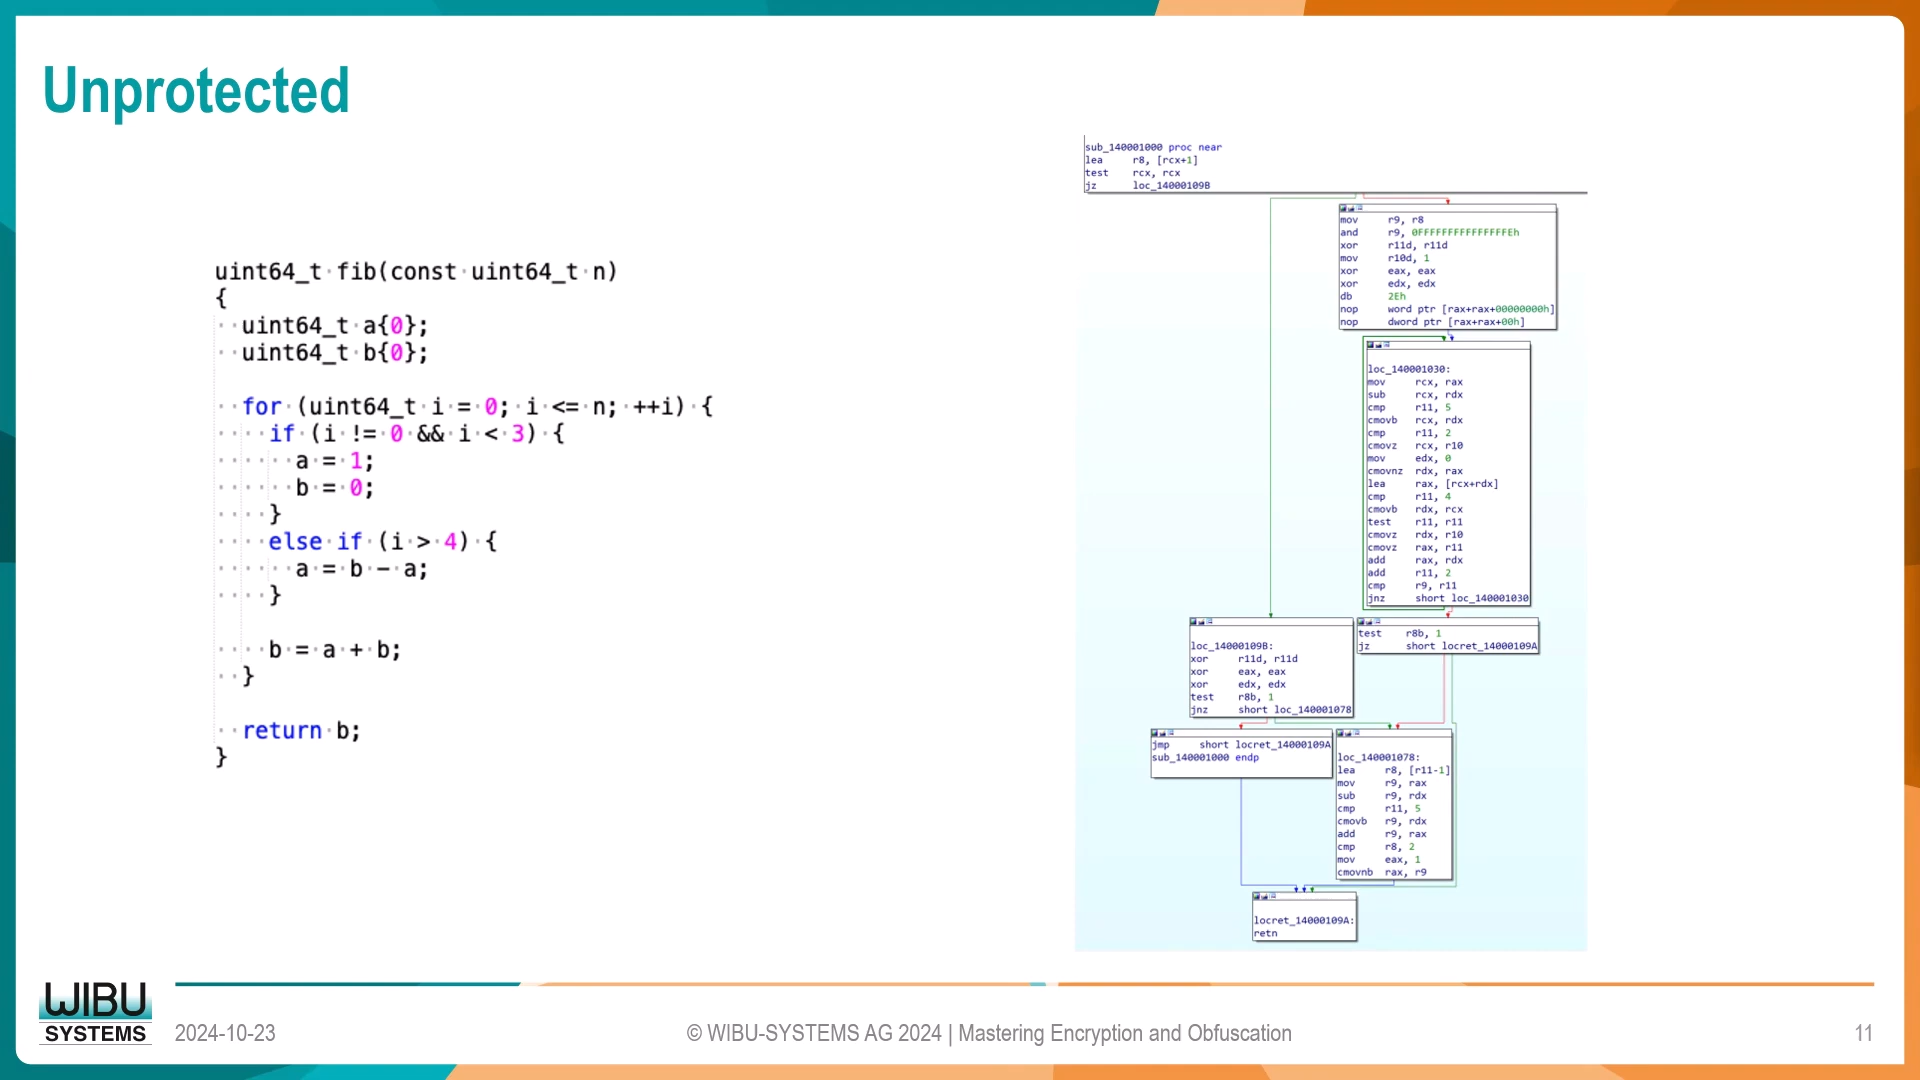 Unprotected
uint64_t fib(const uint64_t n)
{
uint64_t a{0};
uint64_t b{0};
for (uint64_t i = 0; i <= n; ++i) {
if (i != 0 && i < 3) {
a = 1;
b = 0;
}
else if (i > 4) {
a = b - a;
}
b = a + b;
}
return b;
}
sub_140001000 proc near
lea r8, [rcx+1]
test rcx, rcx
jz loc_14000109B
mov r9, r8
and r9, 0FFFFFFFFFFFFFFFEh
xor r11d, r11d
mov r10d, 1
xor eax, eax
xor edx, edx
db 2Eh
nop word ptr [rax+rax+00000000h]
nop dword ptr [rax+rax+00h]
loc_140001030:
mov rcx, rax
sub rcx, rdx
cmp r11, 5
cmovb rcx, rdx
cmp r11, 2
cmovz rcx, r10
mov edx, 0
cmovnz rdx, rax
lea rax, [rcx+rdx]
cmp r11, 4
cmovb rdx, rcx
test r11, r11
cmovz rdx, r10
cmovz rax, r11
add rax, rdx
add r11, 2
cmp r9, r11
jnz short loc_140001030
loc_14000109B:
xor r11d, r11d
xor eax, eax
xor edx, edx
test r8b, 1
jnz short loc_140001078
test r8b, 1
jz short locret_14000109A
jmp short locret_14000109A
sub_140001000 endp
loc_140001078:
lea r8, [r11-1]
mov r9, rax
sub r9, rdx
cmp r11, 5
cmovb r9, rdx
add r9, rax
cmp r8, 2
mov eax, 1
cmovnb rax, r9
locret_14000109A:
retn
WIBU
SYSTEMS
2024-10-23
© WIBU-SYSTEMS AG 2024 | Mastering Encryption and Obfuscation
11